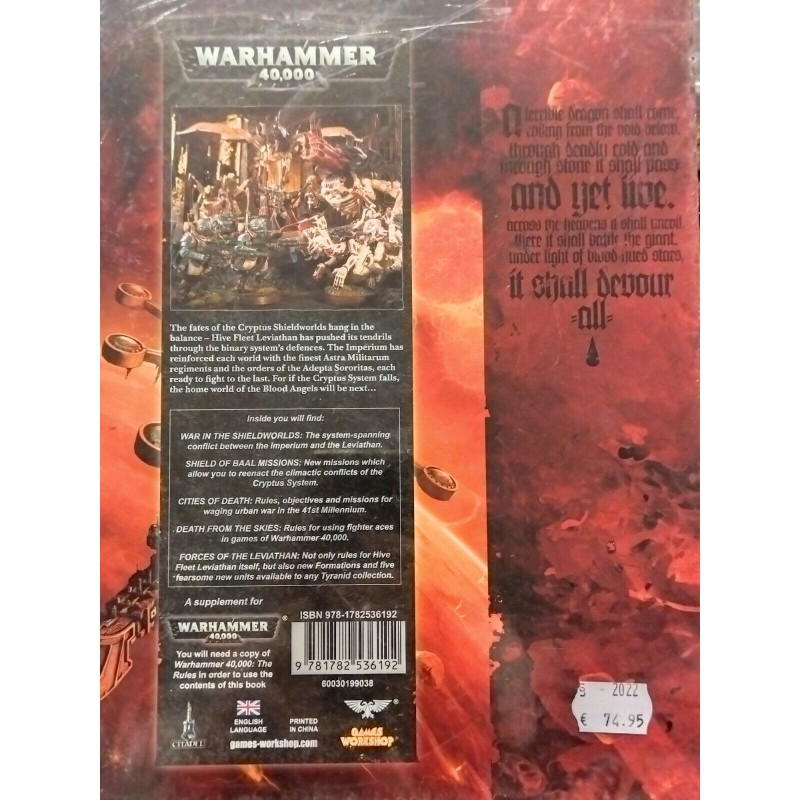 WARHAMMER
40,000
The fates of the Cryptus Shieldworlds hang in the
balance – Hive Fleet Leviathan has pushed its tendrils
through the binary system's defences. The Imperium has
reinforced each world with the finest Astra Militarum
regiments and the orders of the Adepta Sororitas, each
ready to fight to the last. For if the Cryptus System falls,
the home world of the Blood Angels will be next...
Inside you will find:
WAR IN THE SHIELDWORLDS: The system-spanning
conflict between the Imperium and the Leviathan.
SHIELD OF BAAL MISSIONS: New missions which
allow you to reenact the climactic conflicts of the
Cryptus System.
CITIES OF DEATH: Rules, objectives and missions for
waging urban war in the 41st Millennium.
DEATH FROM THE SKIES: Rules for using fighter aces
in games of Warhammer 40,000.
FORCES OF THE LEVIATHAN: Not only rules for Hive
Fleet Leviathan itself, but also new Formations and five
fearsome new units available to any Tyranid collection.
A supplement for
WARHAMMER®
40,000
You will need a copy of
Warhammer 40,000: The
Rules in order to use the
contents of this book
ISBN 978-1782536192
9 781782 536192
60030199038
CITADEL
ENGLISH
LANGUAGE
PRINTED
IN CHINA
games-workshop.com
GAMES
WORKSHOP
A terrible dragon shall come,
coiling from the void below.
through deadly cold and
through stone it shall pass
and yet live.
across the heavens it shall uncoil,
there it shall battle the giant.
under light of blood-hued stars,
it shall devour
-all-
9 - 2022
€ 74.95